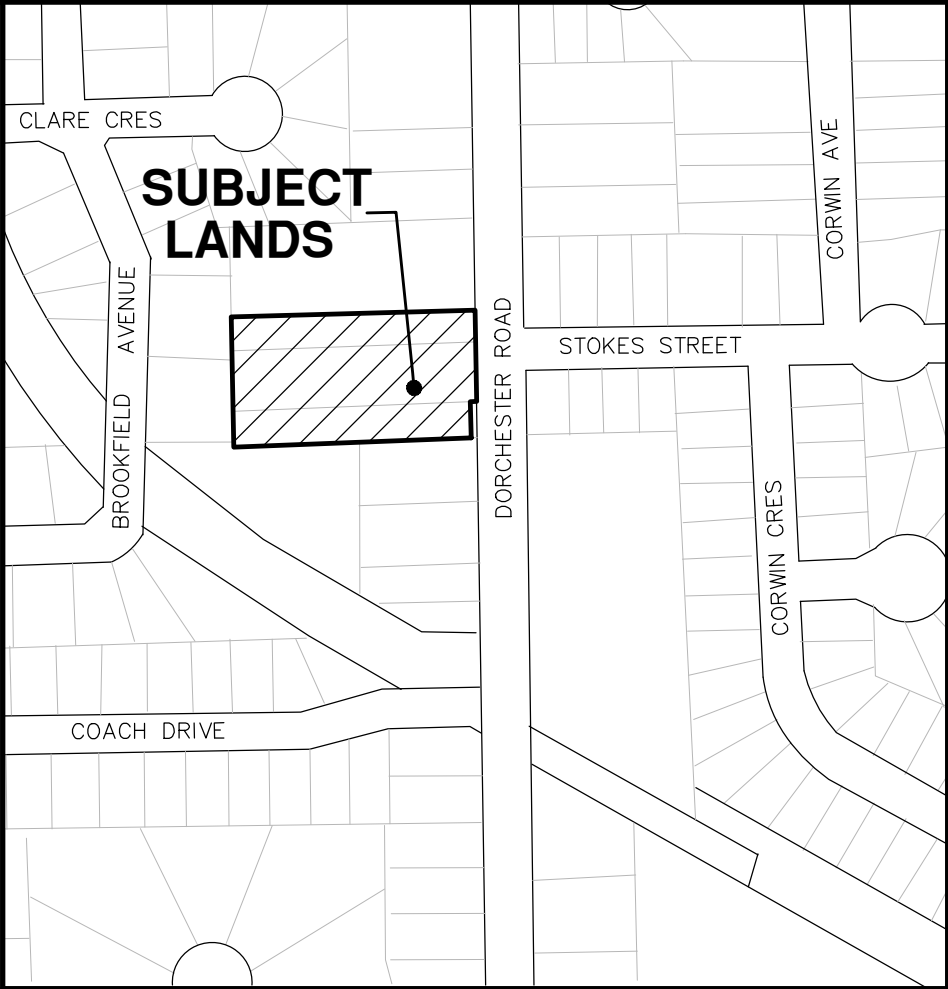 CLARE CRES
CORWIN AVE
SUBJECT
LANDS
BROOKFIELD AVENUE
DORCHESTER ROAD
STOKES STREET
CORWIN CRES
COACH DRIVE